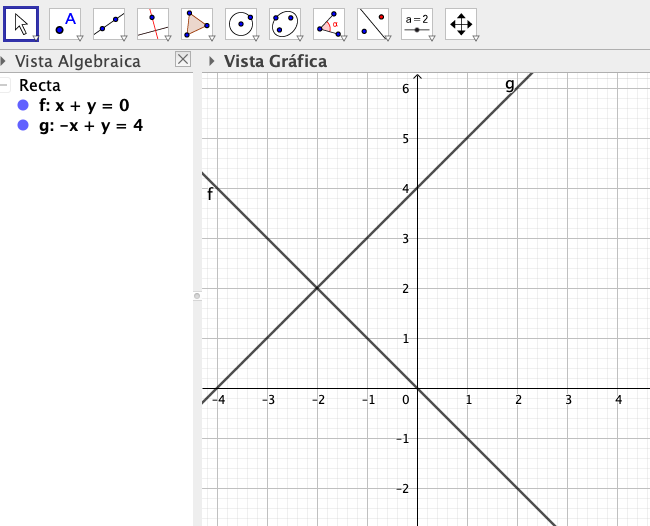 A
α
a = 2
Vista Algebraica
Vista Gráfica
Recta
f: x + y = 0
g: –x + y = 4
g
f
6
5
4
3
2
1
-4 -3 -2 -1 0 1 2 3 4
-1
-2